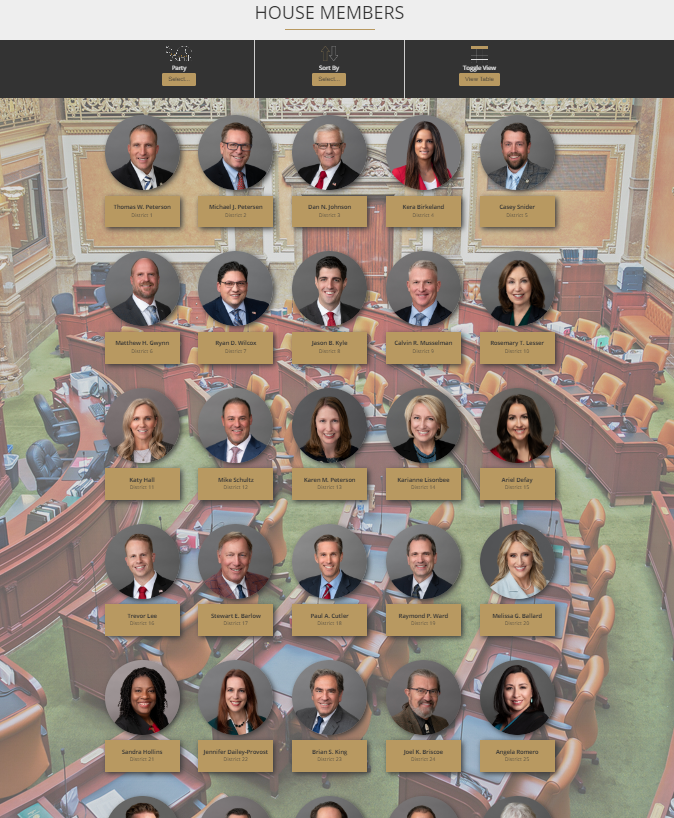 HOUSE MEMBERS
Party
Select...
Sort By
Select...
Toggle View
View Table
Thomas W. Peterson
District 1
Michael J. Petersen
District 2
Dan N. Johnson
District 3
Kera Birkeland
District 4
Casey Snider
District 5
Matthew H. Gwynn
District 6
Ryan D. Wilcox
District 7
Jason B. Kyle
District 8
Calvin R. Musselman
District 9
Rosemary T. Lesser
District 10
Katy Hall
District 11
Mike Schultz
District 12
Karen M. Peterson
District 13
Karianne Lisonbee
District 14
Ariel Defay
District 15
Trevor Lee
District 16
Stewart E. Barlow
District 17
Paul A. Cutler
District 18
Raymond P. Ward
District 19
Melissa G. Ballard
District 20
Sandra Hollins
District 21
Jennifer Dailey-Provost
District 22
Brian S. King
District 23
Joel K. Briscoe
District 24
Angela Romero
District 25